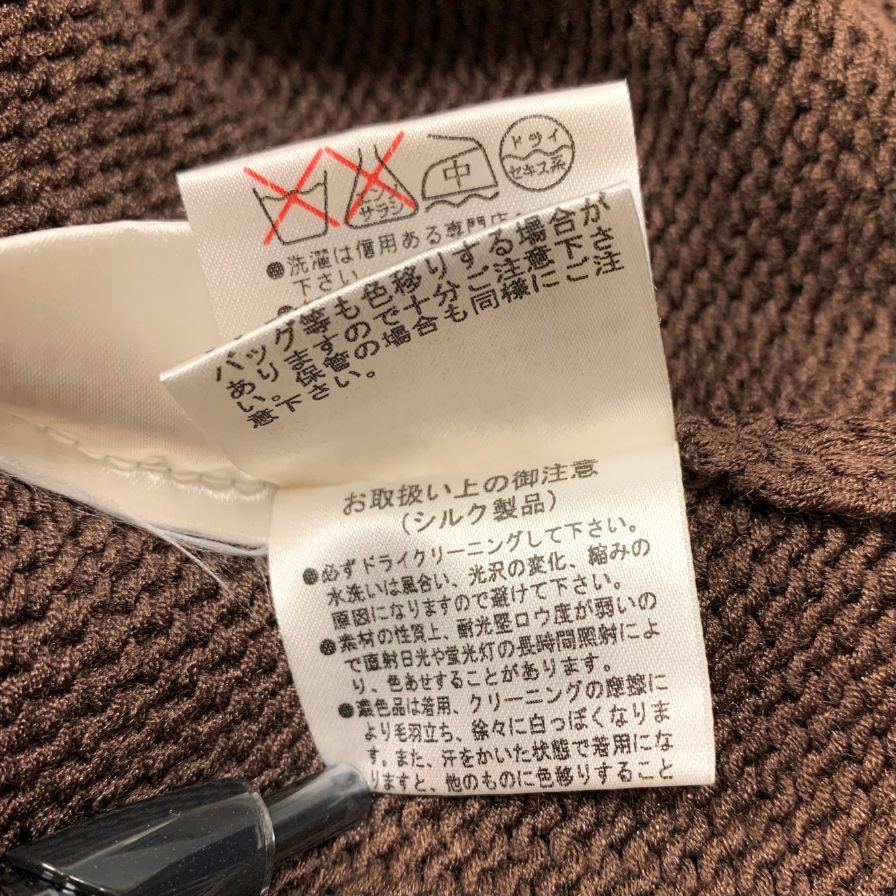 エンソ
サラシ
中
ドライ
セキユ系
●洗濯は信用ある専門店
下さい
バッグ等も色移りする場合が
ありますので十分ご注意下さ
い。保管の場合も同様にご注
意下さい。
お取扱い上の御注意
（シルク製品）
●必ずドライクリーニングして下さい。
水洗いは風合い、光沢の変化、縮みの
原因になりますので避けて下さい。
●素材の性質上、耐光堅ロウ度が弱いの
で直射日光や蛍光灯の長時間照射によ
り、色あせすることがあります。
●濃色品は着用、クリーニングの摩擦に
より毛羽立ち、徐々に白っぽくなりま
す。また、汗をかいた状態で着用にな
りますと、他のものに色移りすること